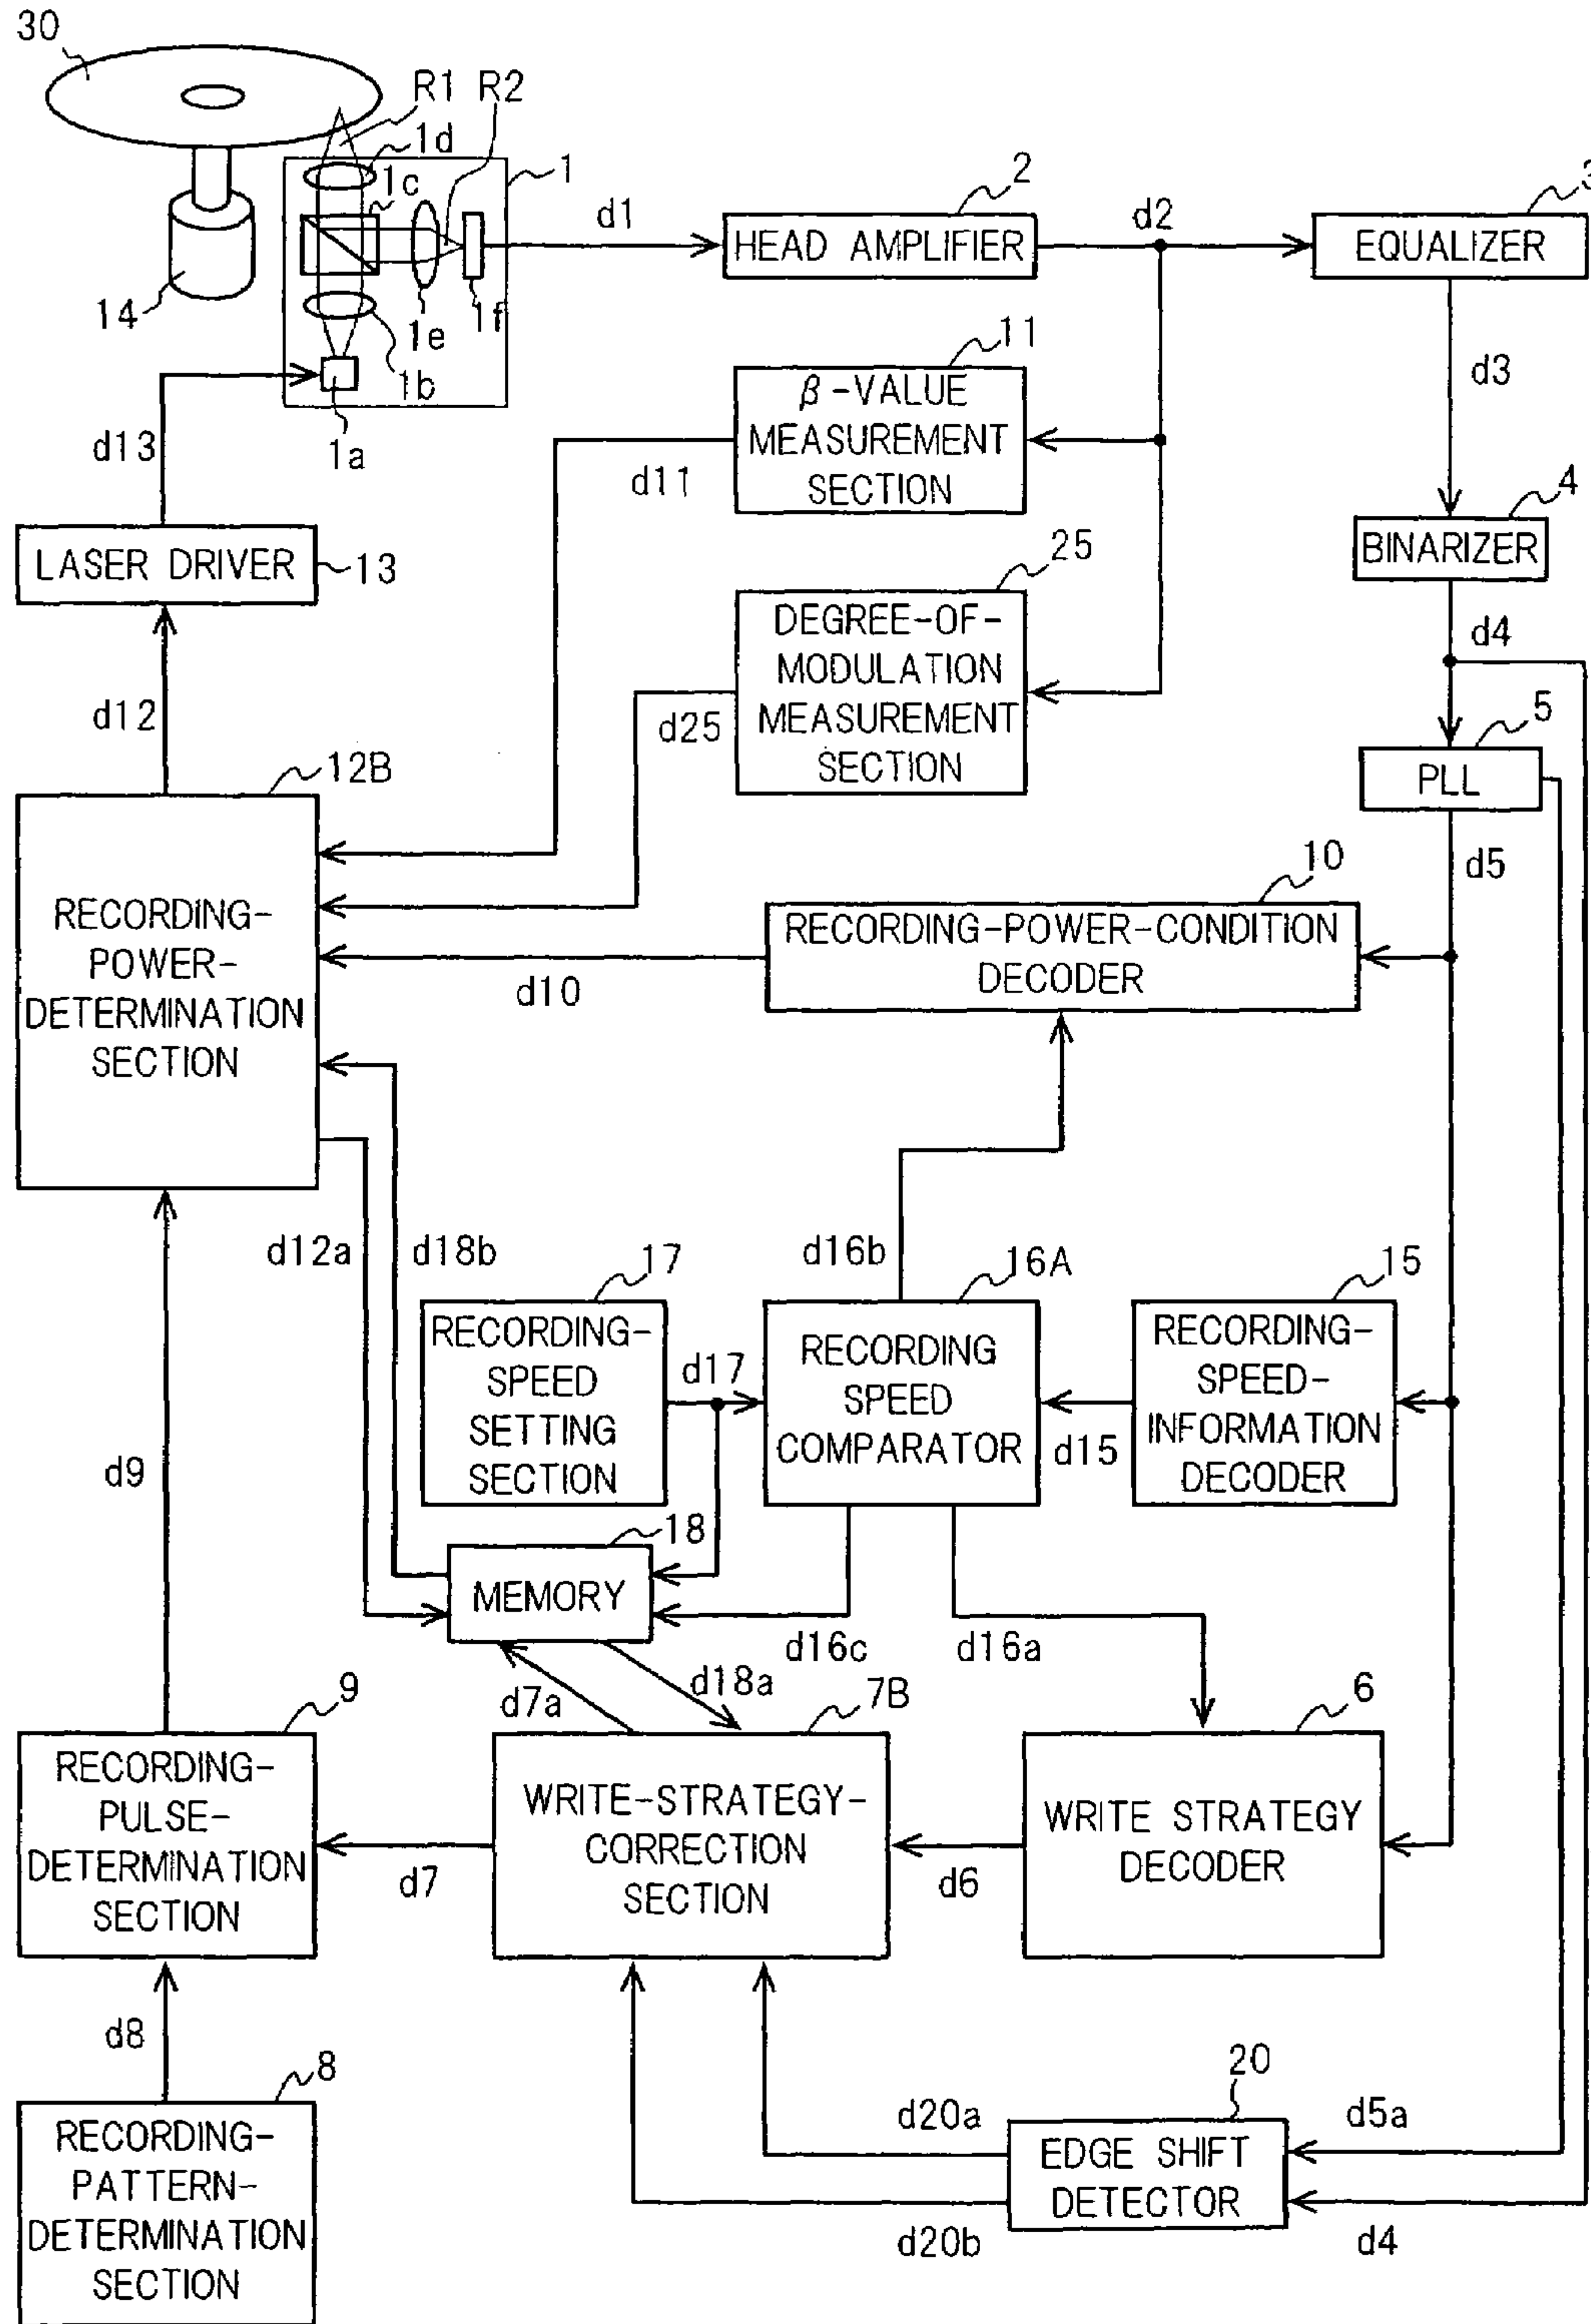 30
R1 R2
1d
1c
1
2
3
d1
HEAD AMPLIFIER
d2
EQUALIZER
14
1e
1f
1b
1a
11
β-VALUE
MEASUREMENT
SECTION
d3
d13
d11
4
BINARIZER
LASER DRIVER
13
25
DEGREE-OF-
MODULATION
MEASUREMENT
SECTION
d4
d12
d25
5
PLL
12B
d5
10
RECORDING-POWER-CONDITION
DECODER
RECORDING-
POWER-
DETERMINATION
SECTION
d10
d12a
d18b
17
d16b
16A
15
RECORDING-
SPEED
SETTING
SECTION
d17
RECORDING
SPEED
COMPARATOR
d15
RECORDING-
SPEED-
INFORMATION
DECODER
d9
18
MEMORY
d16c
d16a
d7a
d18a
9
7B
6
RECORDING-
PULSE-
DETERMINATION
SECTION
d7
WRITE-STRATEGY-
CORRECTION
SECTION
d6
WRITE STRATEGY
DECODER
d8
8
20
d20a
d5a
RECORDING-
PATTERN-
DETERMINATION
SECTION
EDGE SHIFT
DETECTOR
d20b
d4